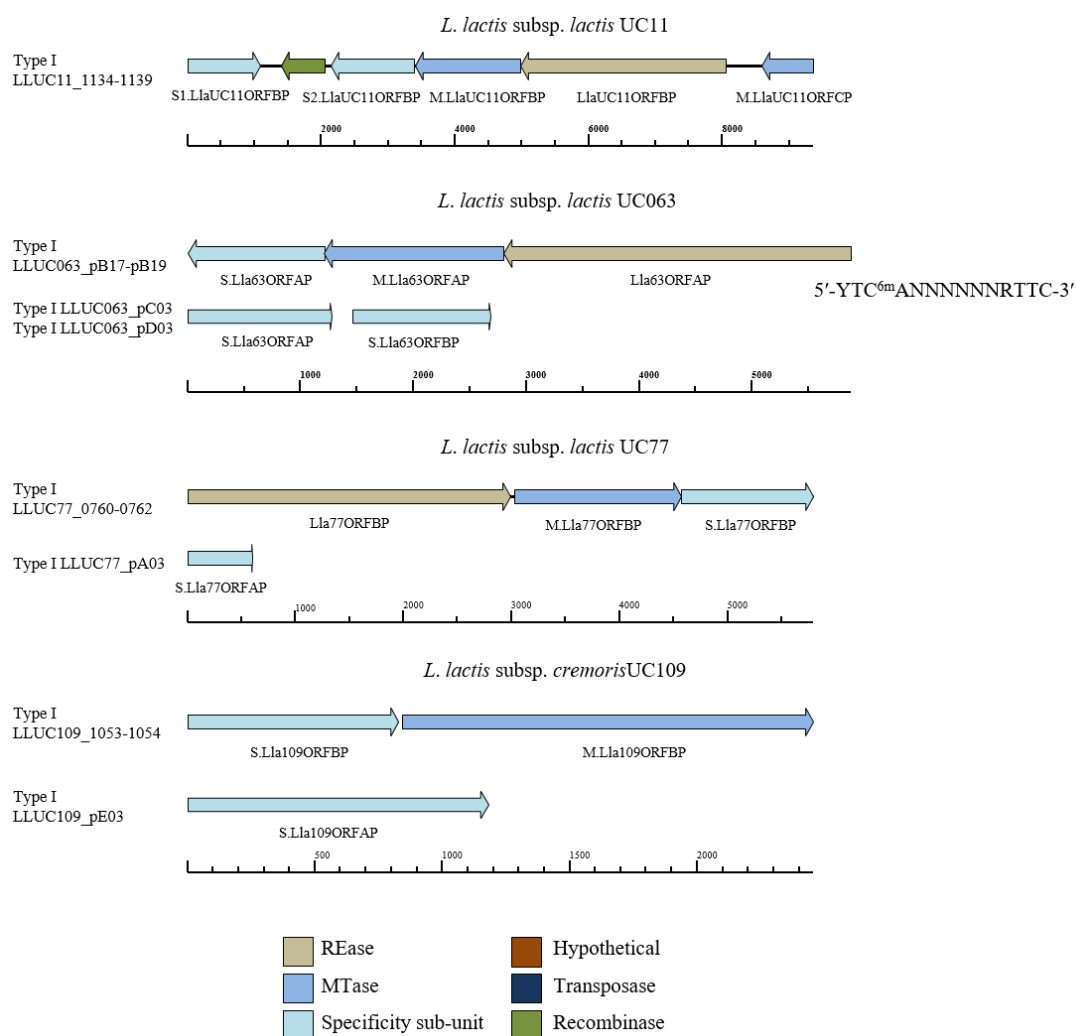 L. lactis subsp. lactis UC11
Type I
LLUC11_1134-1139
S1.LlaUC11ORFBP S2.LlaUC11ORFBP M.LlaUC11ORFBP LlaUC11ORFBP M.LlaUC11ORFCP
2000 4000 6000 8000
L. lactis subsp. lactis UC063
Type I
LLUC063_pB17-pB19
S.Lla63ORFAP M.Lla63ORFAP Lla63ORFAP
5′-YTC6mANNNNNNRTTC-3′
Type I LLUC063_pC03
Type I LLUC063_pD03
S.Lla63ORFAP S.Lla63ORFBP
1000 2000 3000 4000 5000
L. lactis subsp. lactis UC77
Type I
LLUC77_0760-0762
Lla77ORFBP M.Lla77ORFBP S.Lla77ORFBP
Type I LLUC77_pA03
S.Lla77ORFAP
1000 2000 3000 4000 5000
L. lactis subsp. cremorisUC109
Type I
LLUC109_1053-1054
S.Lla109ORFBP M.Lla109ORFBP
Type I
LLUC109_pE03
S.Lla109ORFAP
500 1000 1500 2000
REase Hypothetical
MTase Transposase
Specificity sub-unit Recombinase